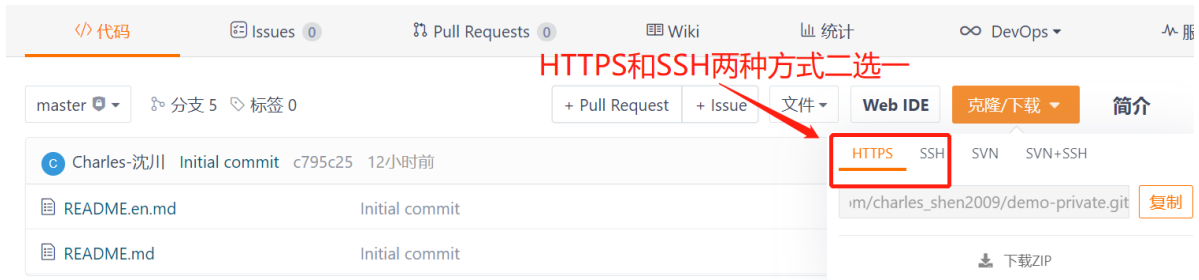 代码 Issues 0 Pull Requests 0 Wiki 统计 DevOps
HTTPS和SSH两种方式二选一
master 分支 5 标签 0 + Pull Request + Issue 文件 Web IDE 克隆/下载 简介
HTTPS SSH SVN SVN+SSH
C Charles-沈川 Initial commit c795c25 12小时前
README.en.md Initial commit
m/charles_shen2009/demo-private.git 复制
README.md Initial commit
下载ZIP